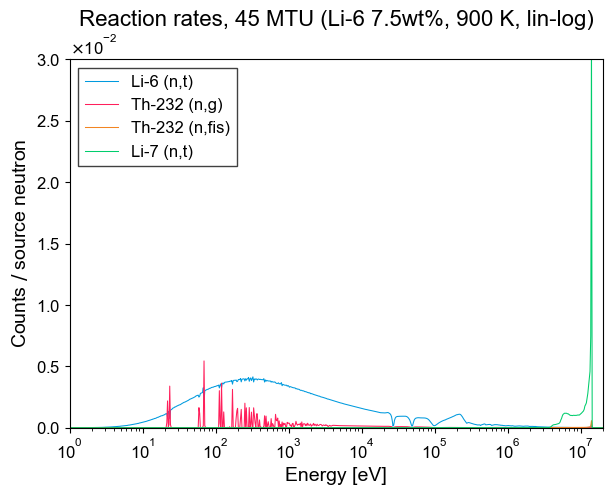 Reaction rates, 45 MTU (Li-6 7.5wt%, 900 K, lin-log)
×10⁻²
3.0
2.5
2.0
1.5
1.0
0.5
0.0
Counts / source neutron
Li-6 (n,t)
Th-232 (n,g)
Th-232 (n,fis)
Li-7 (n,t)
10⁰ 10¹ 10² 10³ 10⁴ 10⁵ 10⁶ 10⁷
Energy [eV]